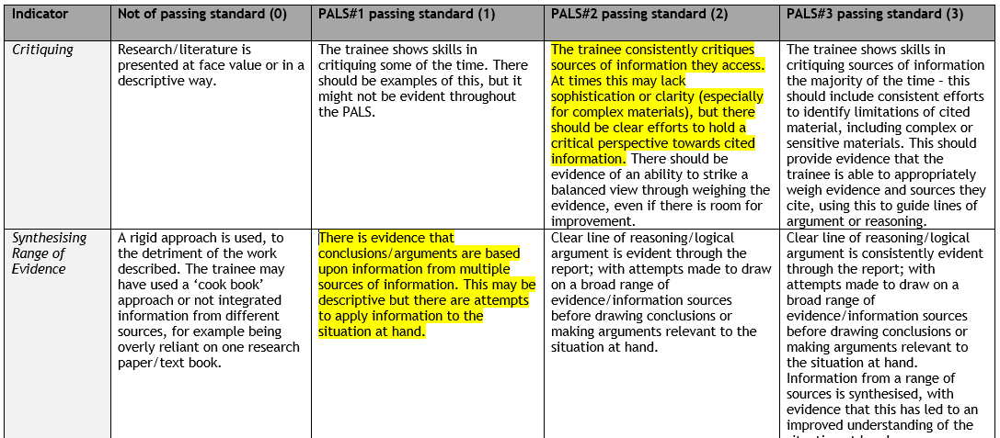 Indicator
Not of passing standard (0)
PALS#1 passing standard (1)
PALS#2 passing standard (2)
PALS#3 passing standard (3)
Critiquing
Research/literature is
presented at face value or in a
descriptive way.
The trainee shows skills in
critiquing some of the time. There
should be examples of this, but it
might not be evident throughout
the PALS.
The trainee consistently critiques
sources of information they access.
At times this may lack
sophistication or clarity (especially
for complex materials), but there
should be clear efforts to hold a
critical perspective towards cited
information. There should be
evidence of an ability to strike a
balanced view through weighing the
evidence, even if there is room for
improvement.
The trainee shows skills in
critiquing sources of information
the majority of the time – this
should include consistent efforts
to identify limitations of cited
material, including complex or
sensitive materials. This should
provide evidence that the
trainee is able to appropriately
weigh evidence and sources they
cite, using this to guide lines of
argument or reasoning.
Synthesising
Range of
Evidence
A rigid approach is used, to
the detriment of the work
described. The trainee may
have used a ‘cook book’
approach or not integrated
information from different
sources, for example being
overly reliant on one research
paper/text book.
There is evidence that
conclusions/arguments are based
upon information from multiple
sources of information. This may be
descriptive but there are attempts
to apply information to the
situation at hand.
Clear line of reasoning/logical
argument is evident through the
report; with attempts made to draw
on a broad range of
evidence/information sources
before drawing conclusions or
making arguments relevant to the
situation at hand.
Clear line of reasoning/logical
argument is consistently evident
through the report; with
attempts made to draw on a
broad range of
evidence/information sources
before drawing conclusions or
making arguments relevant to
the situation at hand.
Information from a range of
sources is synthesised, with
evidence that this has led to an
improved understanding of the